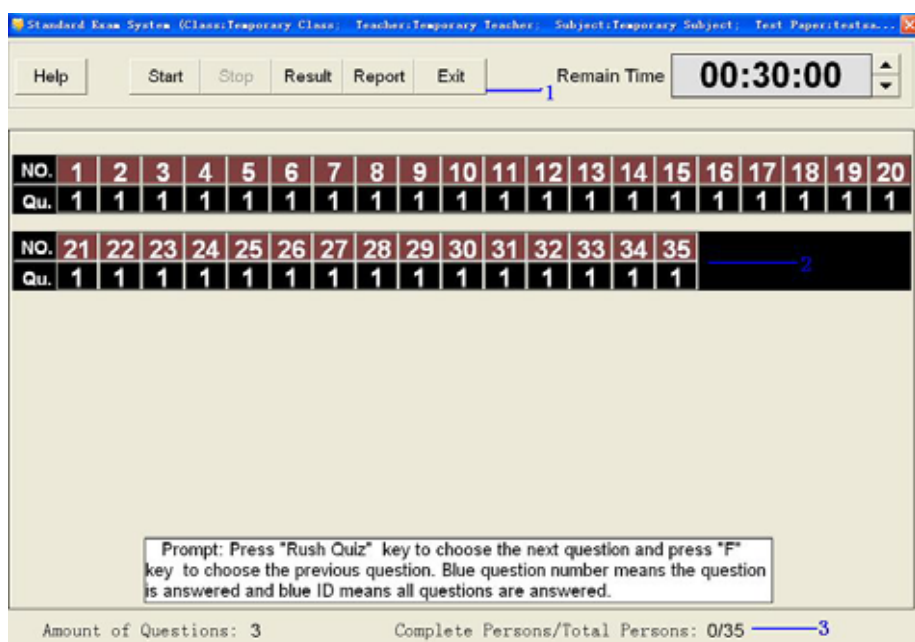 Standard Exam System (Class:Temporary Class; Teacher:Temporary Teacher; Subject:Temporary Subject; Test Paper:testsa...
Help Start Stop Result Report Exit 1 Remain Time 00:30:00
NO. 1 2 3 4 5 6 7 8 9 10 11 12 13 14 15 16 17 18 19 20
Qu. 1 1 1 1 1 1 1 1 1 1 1 1 1 1 1 1 1 1 1 1
NO. 21 22 23 24 25 26 27 28 29 30 31 32 33 34 35 2
Qu. 1 1 1 1 1 1 1 1 1 1 1 1 1 1 1
Prompt: Press "Rush Quiz" key to choose the next question and press "F"
key to choose the previous question. Blue question number means the question
is answered and blue ID means all questions are answered.
Amount of Questions: 3 Complete Persons/Total Persons: 0/35 3